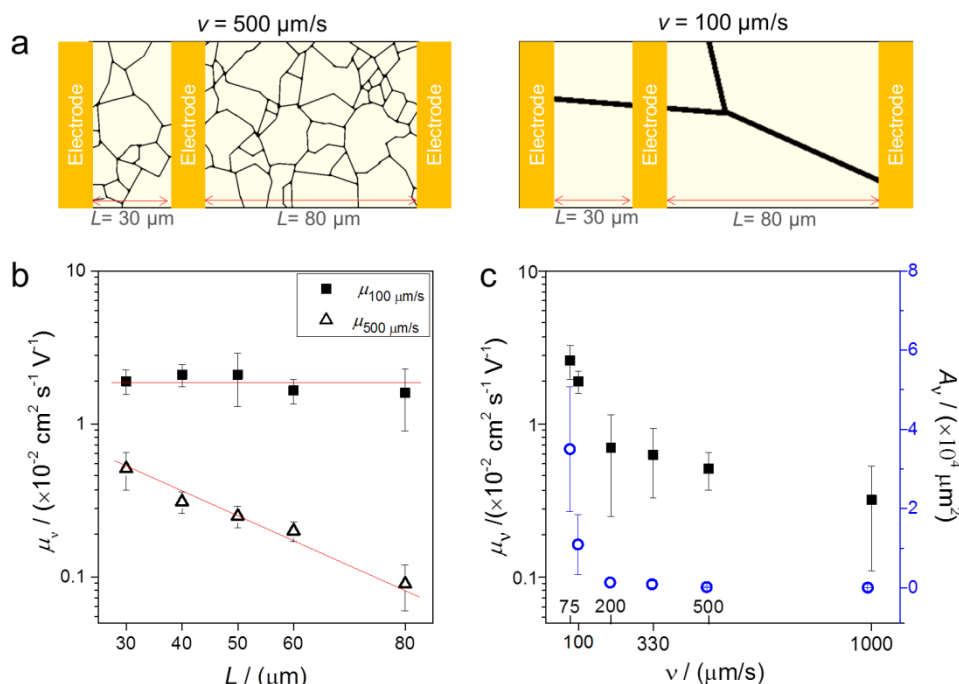 a
v = 500 μm/s
v = 100 μm/s
Electrode
Electrode
Electrode
Electrode
Electrode
Electrode
L= 30 μm
L= 80 μm
L= 30 μm
L= 80 μm
b
10
1
0.1
μᵥ / (×10⁻² cm² s⁻¹ V⁻¹)
μ100 μm/s
μ500 μm/s
30 40 50 60 80
L / (μm)
c
10
1
0.1
μᵥ /(×10⁻² cm² s⁻¹ V⁻¹)
8
6
4
2
0
Aᵥ / (×10⁴ μm²)
75 200 500
100 330 1000
ν / (μm/s)